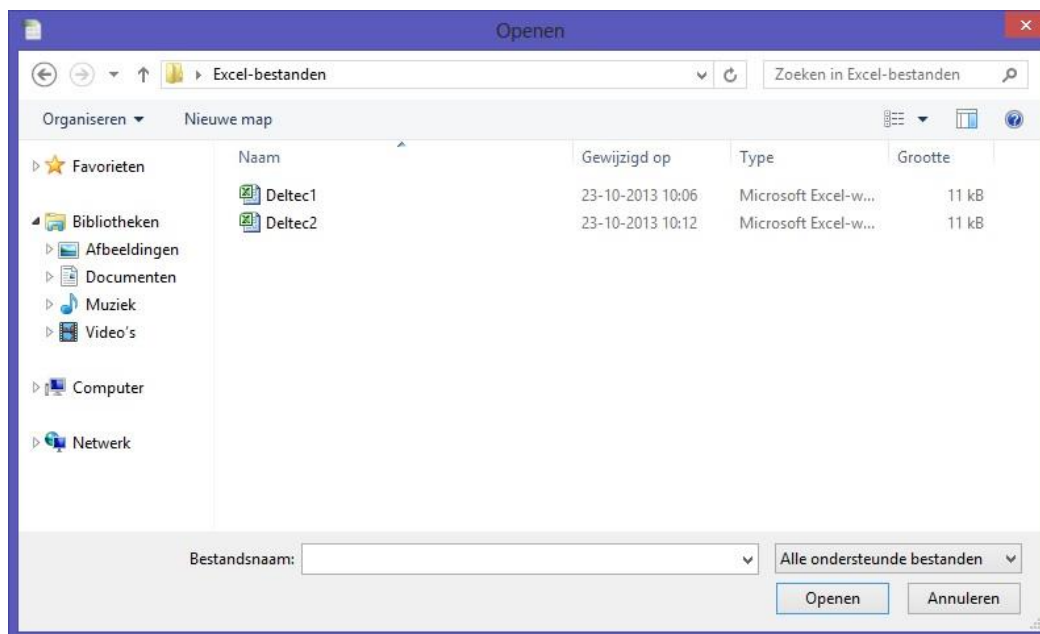 Openen
Excel-bestanden
Zoeken in Excel-bestanden
Organiseren Nieuwe map
Naam Gewijzigd op Type Grootte
Deltec1 23-10-2013 10:06 Microsoft Excel-w... 11 kB
Deltec2 23-10-2013 10:12 Microsoft Excel-w... 11 kB
Favorieten
Bibliotheken
Afbeeldingen
Documenten
Muziek
Video's
Computer
Netwerk
Bestandsnaam: Alle ondersteunde bestanden
Openen Annuleren